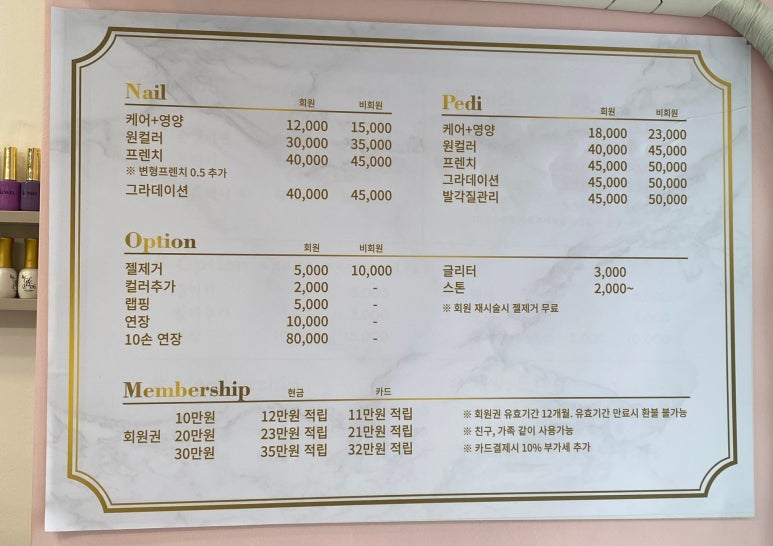 Nail 회원 비회원
케어+영양 12,000 15,000
원컬러 30,000 35,000
프렌치 40,000 45,000
※ 변형프렌치 0.5 추가
그라데이션 40,000 45,000
Pedi 회원 비회원
케어+영양 18,000 23,000
원컬러 40,000 45,000
프렌치 45,000 50,000
그라데이션 45,000 50,000
발각질관리 45,000 50,000
Option 회원 비회원
젤제거 5,000 10,000
컬러추가 2,000 -
랩핑 5,000 -
연장 10,000 -
10손 연장 80,000 -
글리터 3,000
스톤 2,000~
※ 회원 재시술시 젤제거 무료
Membership 현금 카드
회원권
10만원 12만원 적립 11만원 적립
20만원 23만원 적립 21만원 적립
30만원 35만원 적립 32만원 적립
※ 회원권 유효기간 12개월. 유효기간 만료시 환불 불가능
※ 친구, 가족 같이 사용가능
※ 카드결제시 10% 부가세 추가